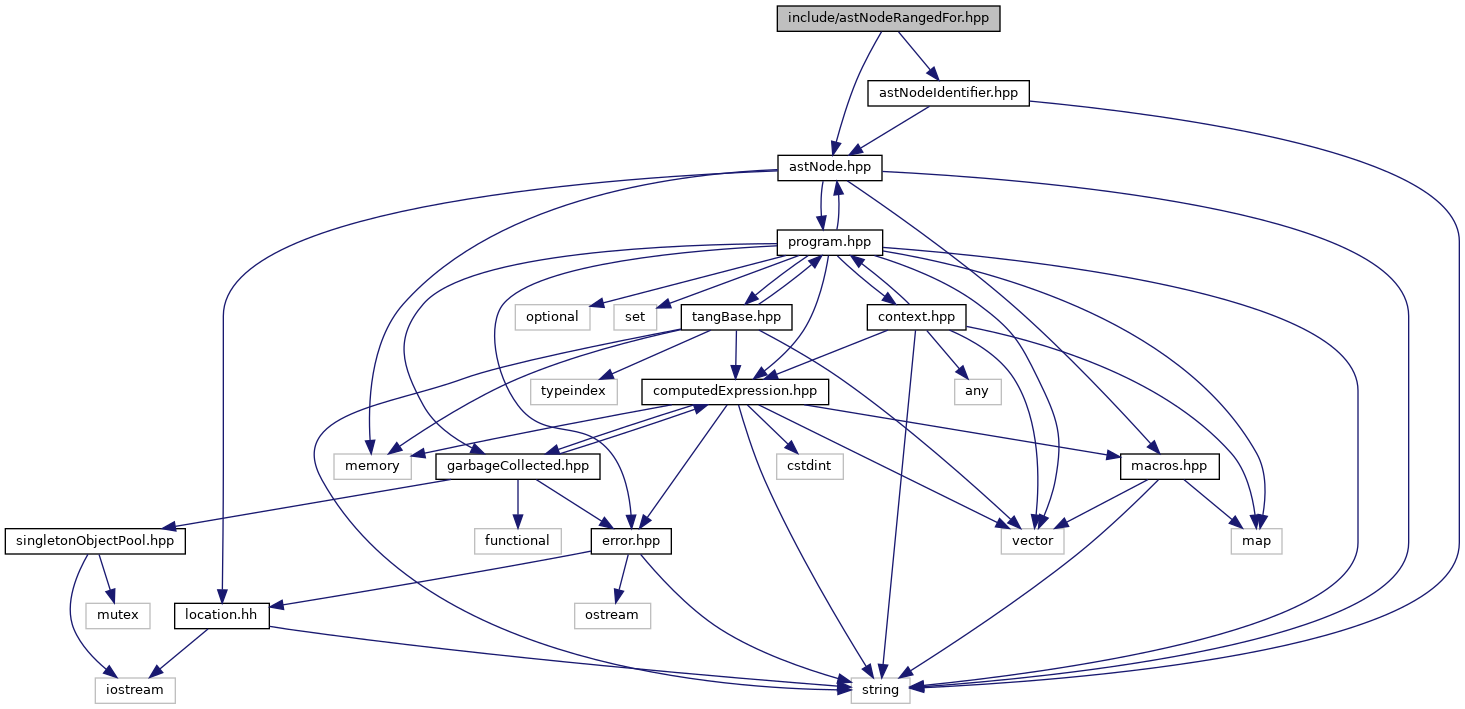 include/astNodeRangedFor.hpp
astNodeIdentifier.hpp
astNode.hpp
program.hpp
optional
set
tangBase.hpp
context.hpp
typeindex
computedExpression.hpp
any
memory
garbageCollected.hpp
cstdint
macros.hpp
singletonObjectPool.hpp
functional
error.hpp
vector
map
mutex
location.hh
ostream
iostream
string